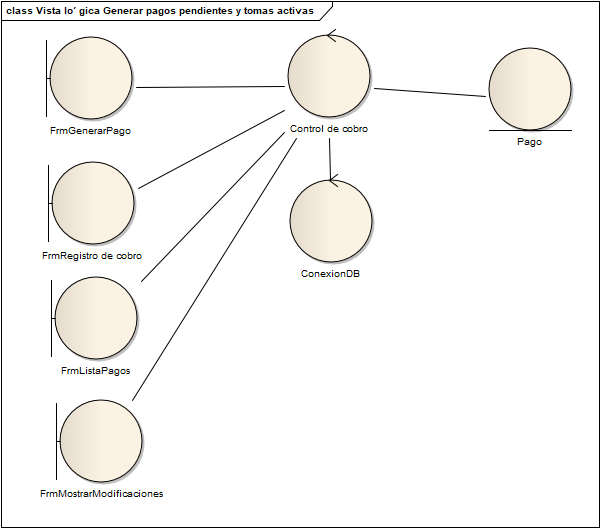 class Vista lo´ gica Generar pagos pendientes y tomas activas
FrmGenerarPago
Control de cobro
Pago
FrmRegistro de cobro
ConexionDB
FrmListaPagos
FrmMostrarModificaciones